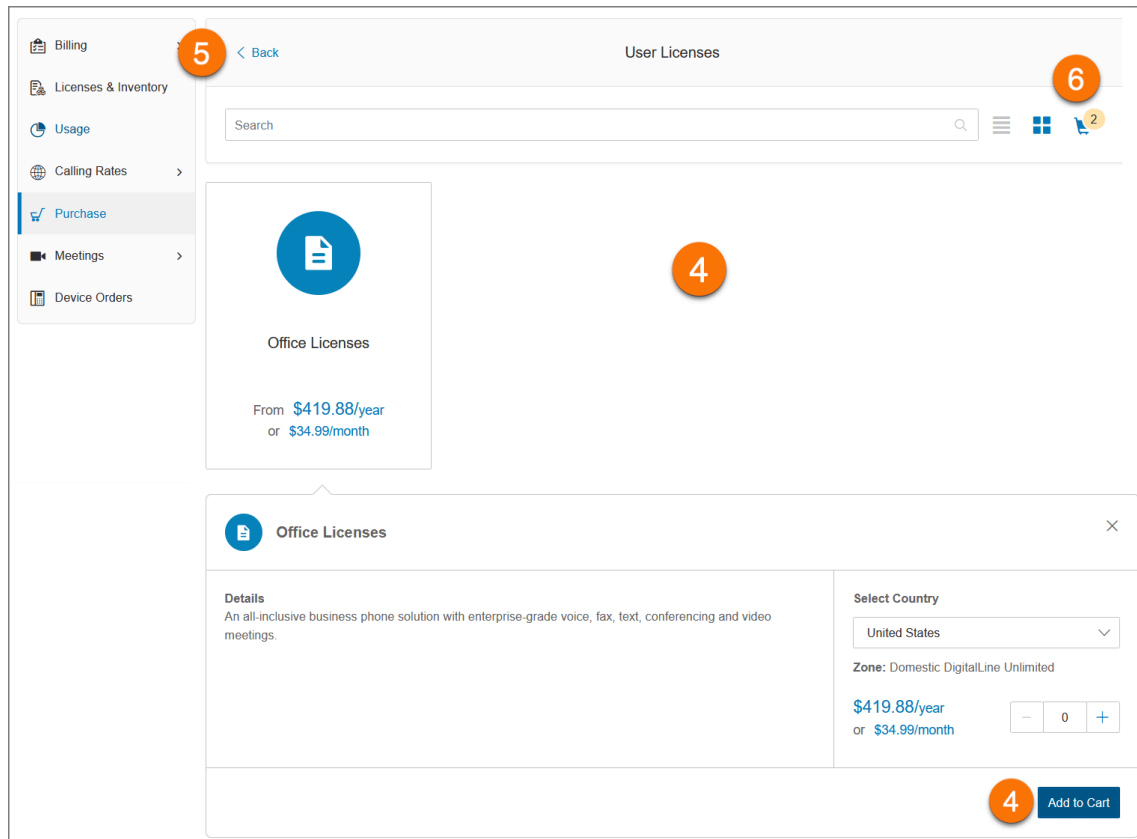 Billing
Licenses & Inventory
Usage
Calling Rates
Purchase
Meetings
Device Orders
5
Back
User Licenses
6
Search
2
Office Licenses
From $419.88/year
or $34.99/month
4
Office Licenses
Details
An all-inclusive business phone solution with enterprise-grade voice, fax, text, conferencing and video
meetings.
Select Country
United States
Zone: Domestic DigitalLine Unlimited
$419.88/year
or $34.99/month
0
4
Add to Cart